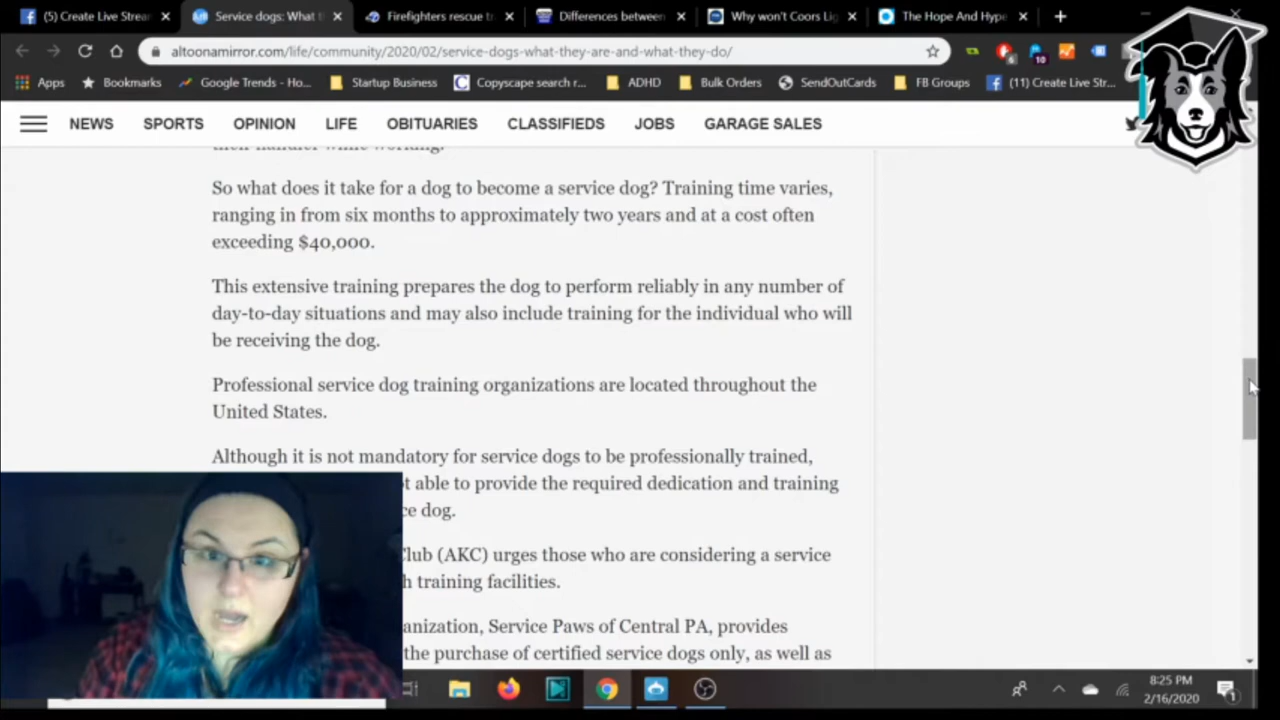 (5) Create Live Strea
Service dogs: What t
Firefighters rescue tr
Differences between
Why won't Coors Lig
The Hope And Hype
altoonamirror.com/life/community/2020/02/service-dogs-what-they-are-and-what-they-do/
6
10
Apps Bookmarks Google Trends - Ho... Startup Business Copyscape search r... ADHD Bulk Orders SendOutCards FB Groups (11) Create Live Str...
NEWS SPORTS OPINION LIFE OBITUARIES CLASSIFIEDS JOBS GARAGE SALES
their handler while working.
So what does it take for a dog to become a service dog? Training time varies,
ranging in from six months to approximately two years and at a cost often
exceeding $40,000.
This extensive training prepares the dog to perform reliably in any number of
day-to-day situations and may also include training for the individual who will
be receiving the dog.
Professional service dog training organizations are located throughout the
United States.
Although it is not mandatory for service dogs to be professionally trained,
able to provide the required dedication and training
dog.
Club (AKC) urges those who are considering a service
training facilities.
Service Paws of Central PA, provides
the purchase of certified service dogs only, as well as
8:25 PM
2/16/2020
1